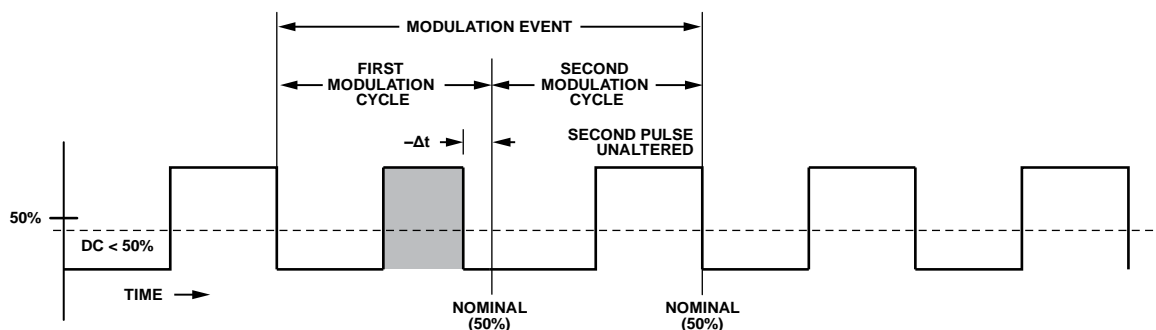 MODULATION EVENT
FIRST
MODULATION
CYCLE
SECOND
MODULATION
CYCLE
–Δt
SECOND PULSE
UNALTERED
50%
DC < 50%
TIME
NOMINAL
(50%)
NOMINAL
(50%)